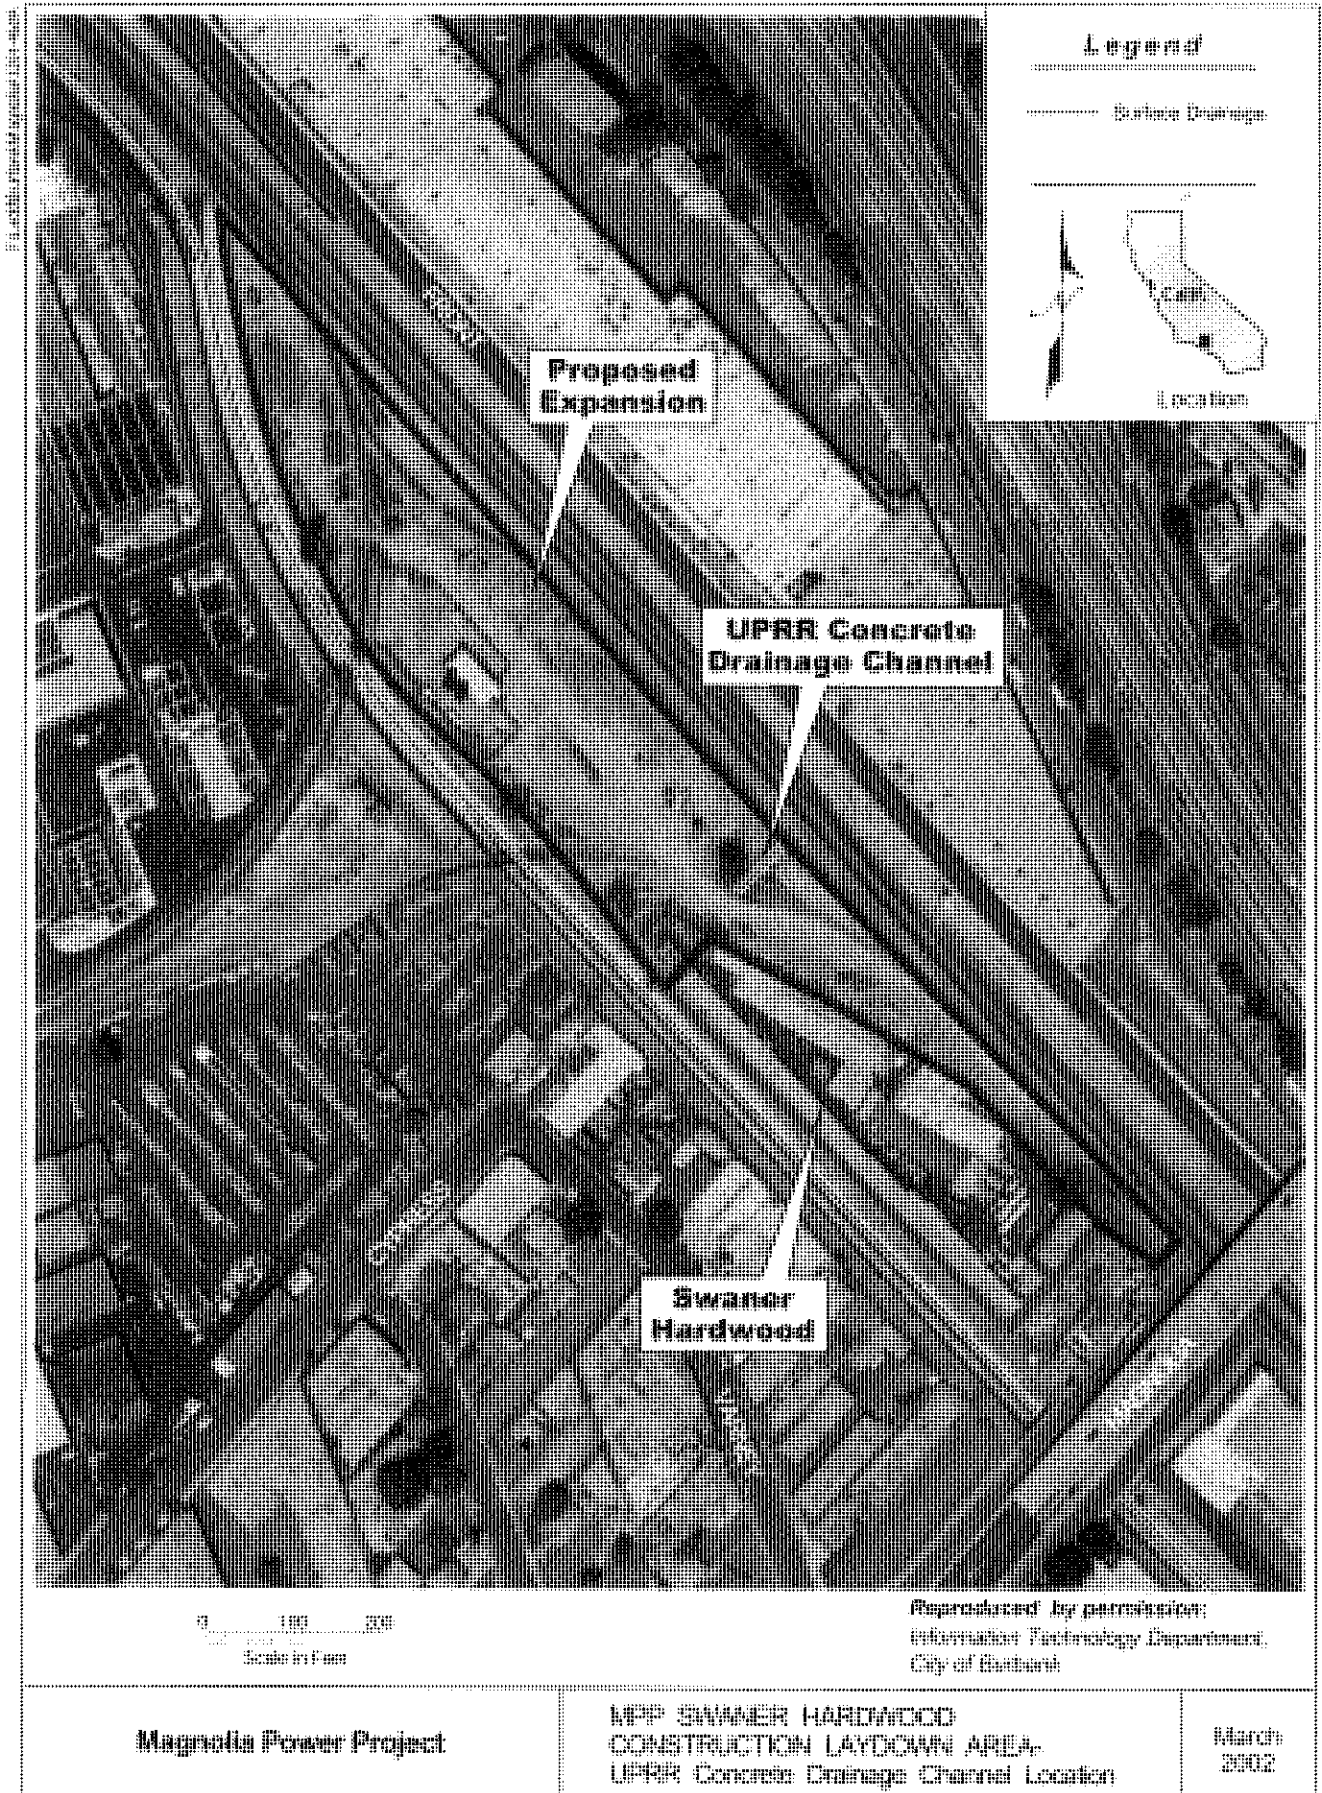 Legend
Surface Drainage
Location
Proposed
Expansion
UPRR Concrete
Drainage Channel
Swaner
Hardwood
CYPRESS
0 100 200
Scale in Feet
Reproduced by permission:
Information Technology Department,
City of Burbank
Magnolia Power Project
MPP SWANER HARDWOOD
CONSTRUCTION LAYDOWN AREA-
UPRR Concrete Drainage Channel Location
March
2002